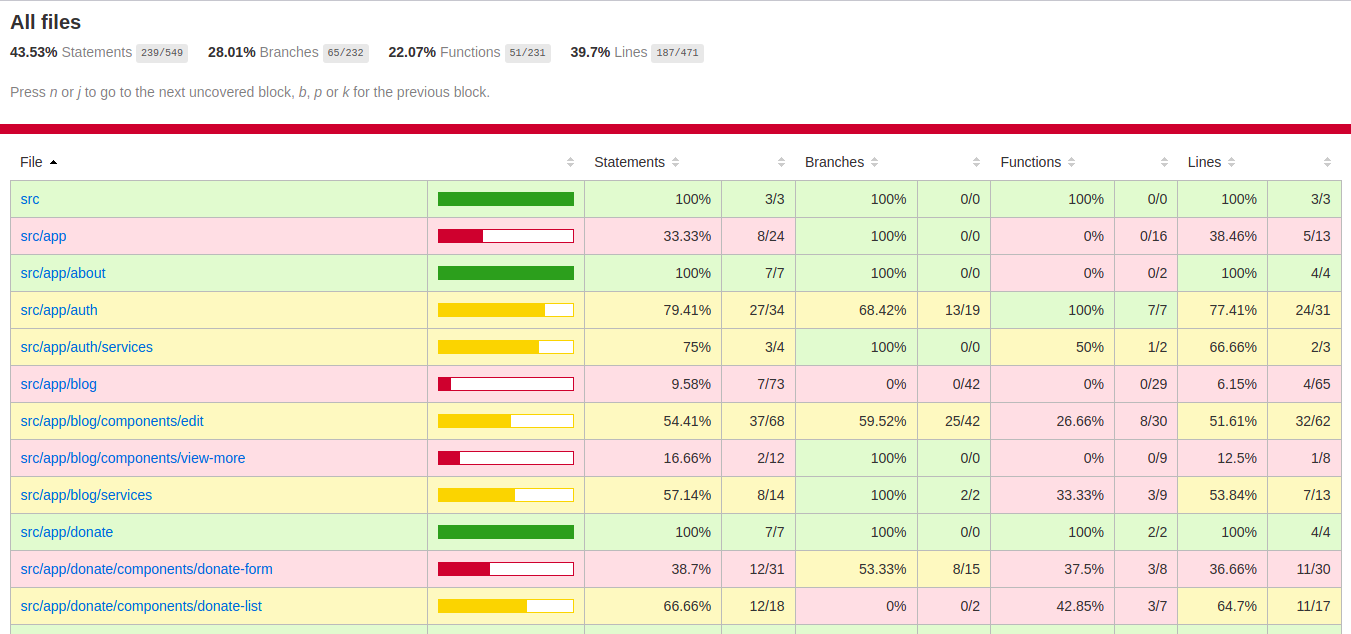 All files
43.53% Statements 239/549 28.01% Branches 65/232 22.07% Functions 51/231 39.7% Lines 187/471
Press n or j to go to the next uncovered block, b, p or k for the previous block.
File Statements Branches Functions Lines
src 100% 3/3 100% 0/0 100% 0/0 100% 3/3
src/app 33.33% 8/24 100% 0/0 0% 0/16 38.46% 5/13
src/app/about 100% 7/7 100% 0/0 0% 0/2 100% 4/4
src/app/auth 79.41% 27/34 68.42% 13/19 100% 7/7 77.41% 24/31
src/app/auth/services 75% 3/4 100% 0/0 50% 1/2 66.66% 2/3
src/app/blog 9.58% 7/73 0% 0/42 0% 0/29 6.15% 4/65
src/app/blog/components/edit 54.41% 37/68 59.52% 25/42 26.66% 8/30 51.61% 32/62
src/app/blog/components/view-more 16.66% 2/12 100% 0/0 0% 0/9 12.5% 1/8
src/app/blog/services 57.14% 8/14 100% 2/2 33.33% 3/9 53.84% 7/13
src/app/donate 100% 7/7 100% 0/0 100% 2/2 100% 4/4
src/app/donate/components/donate-form 38.7% 12/31 53.33% 8/15 37.5% 3/8 36.66% 11/30
src/app/donate/components/donate-list 66.66% 12/18 0% 0/2 42.85% 3/7 64.7% 11/17